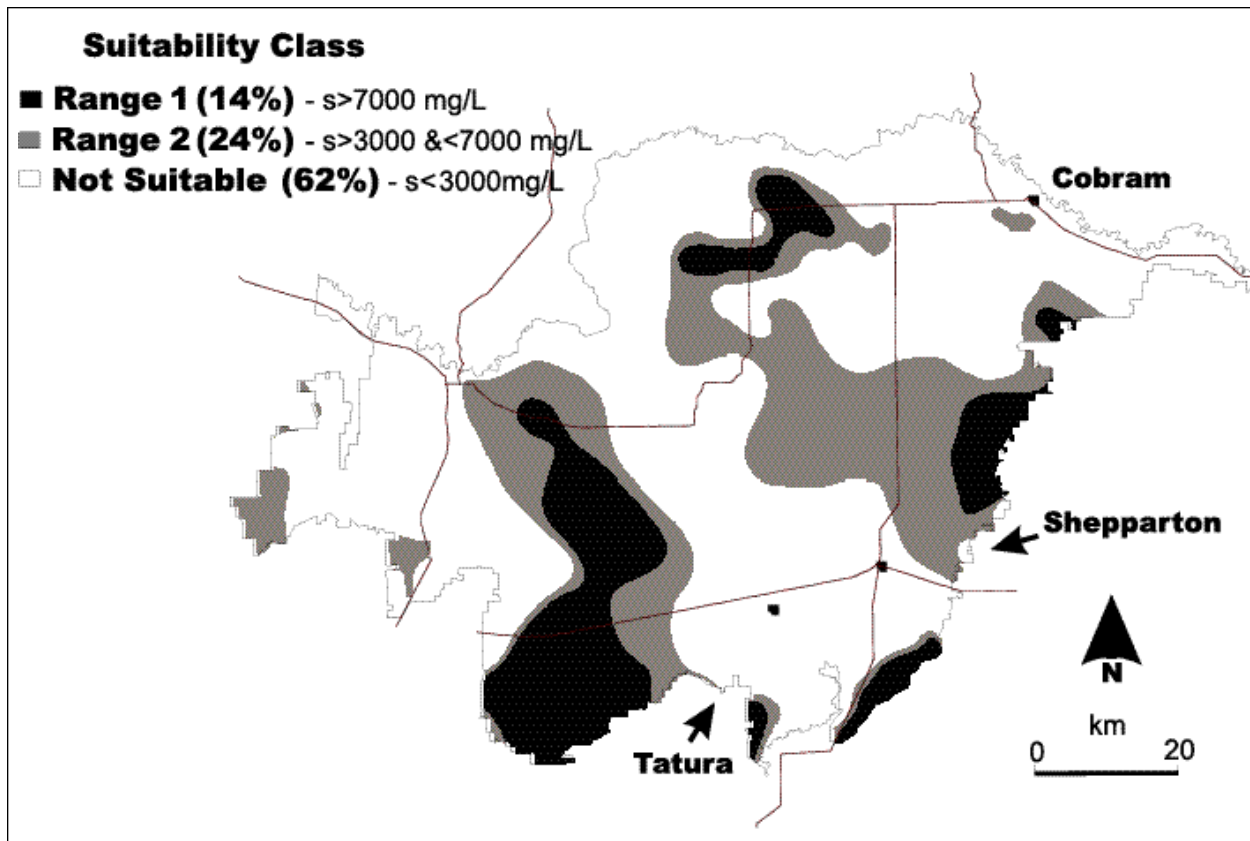 Suitability Class
Range 1 (14%) - s>7000 mg/L
Range 2 (24%) - s>3000 &<7000 mg/L
Not Suitable (62%) - s<3000mg/L
Cobram
Shepparton
Tatura
N
km
0 20